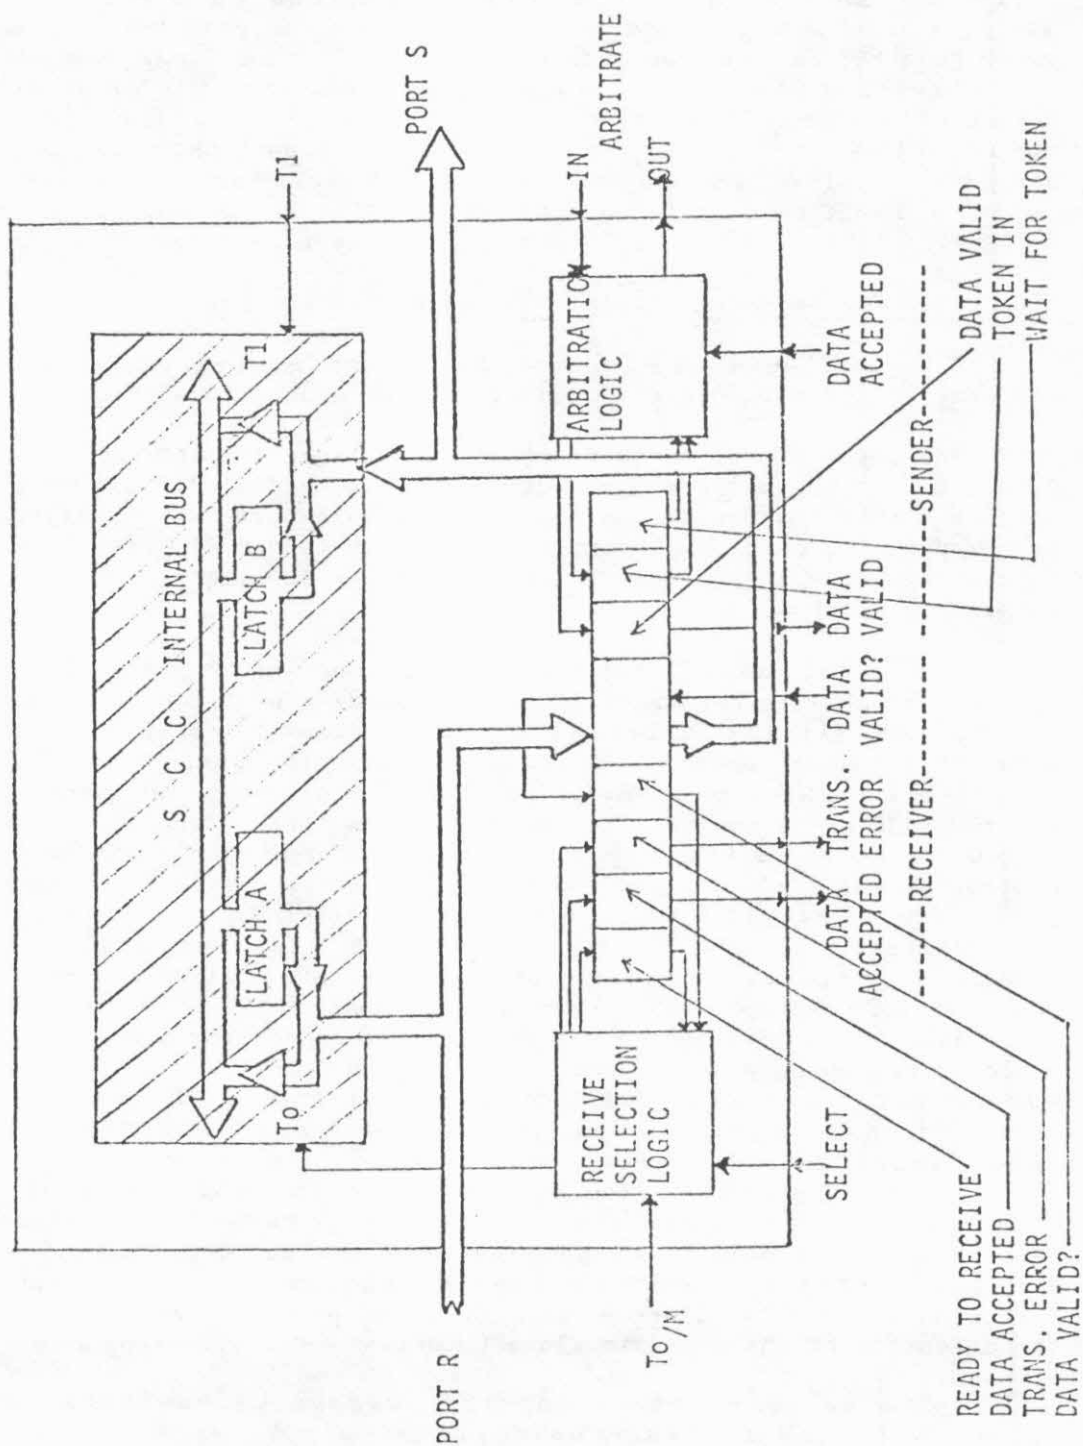 S C C INTERNAL BUS
LATCH A
LATCH B
To
T1
T1
PORT S
PORT R
RECEIVE
SELECTION
LOGIC
ARBITRATIO
LOGIC
IN
ARBITRATE
OUT
To/M
SELECT
DATA
ACCEPTED
TRANS.
ERROR
DATA
VALID?
DATA
VALID
DATA
ACCEPTED
-----RECEIVER--------SENDER--------
READY TO RECEIVE
DATA ACCEPTED
TRANS. ERROR
DATA VALID?
DATA VALID
TOKEN IN
WAIT FOR TOKEN